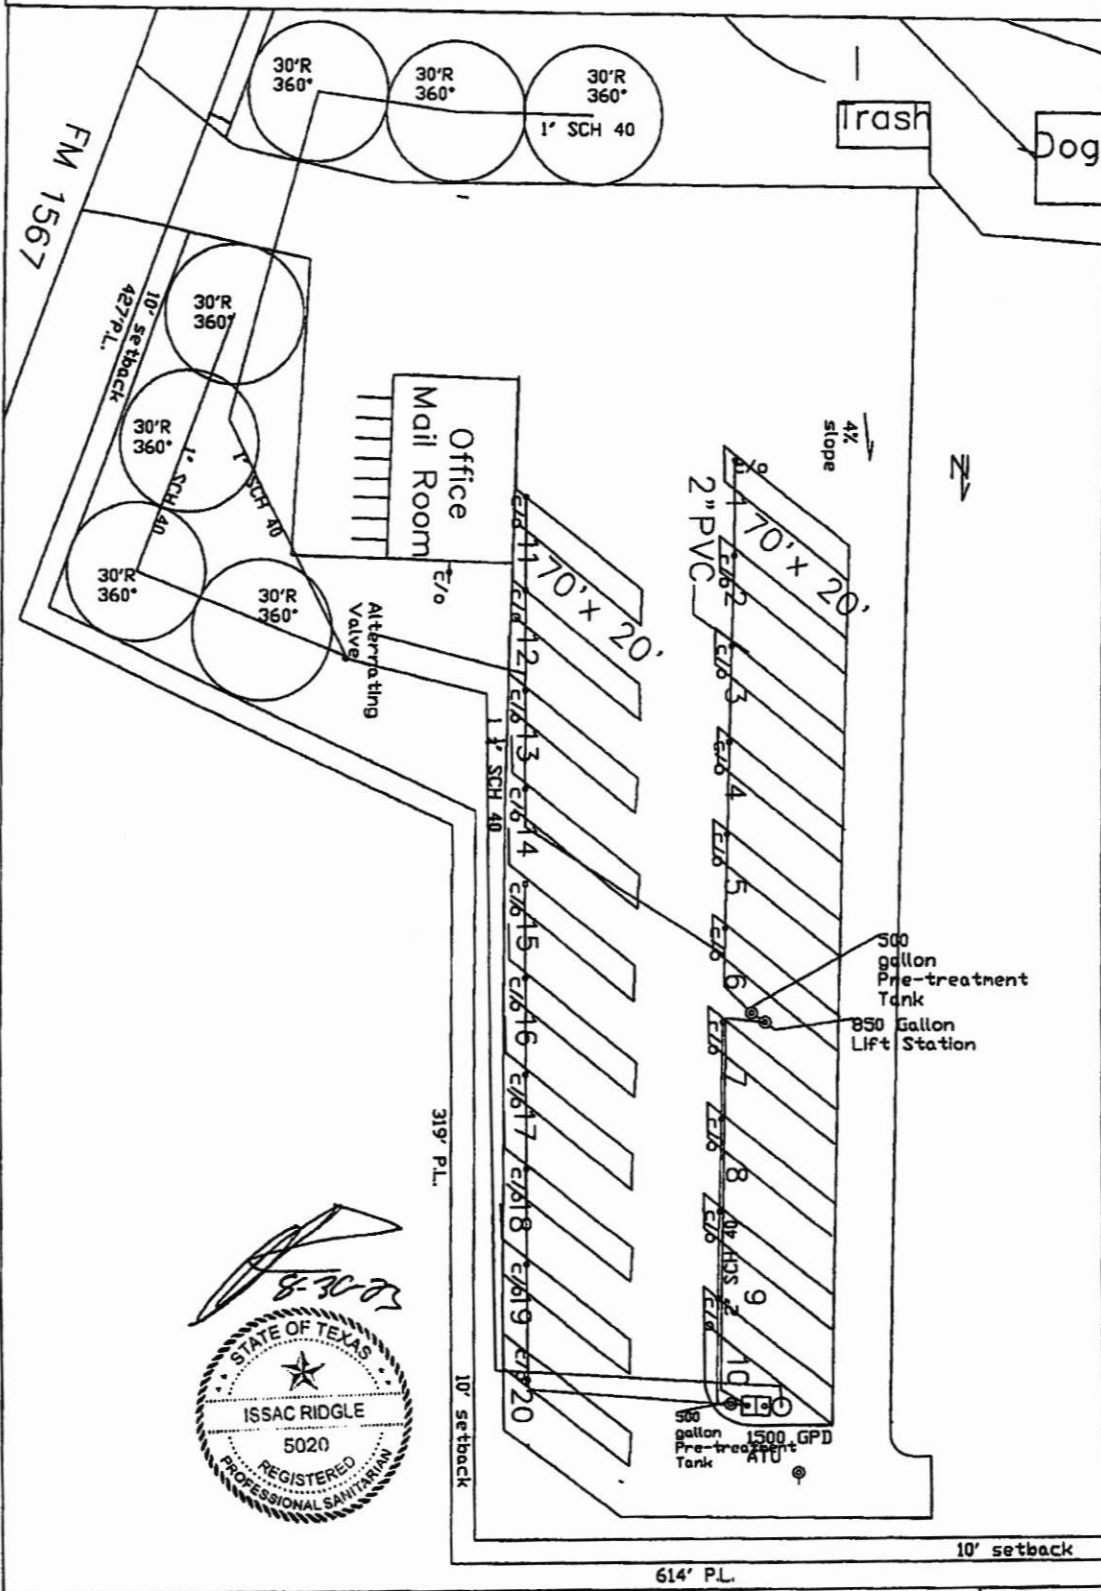 30'R
360°
30'R
360°
30'R
360°
1" SCH 40
Trash
Dog
FM 1567
10' setback
427'P.L.
30'R
360°
30'R
360°
1" SCH 40
1" SCH 40
30'R
360°
30'R
360°
Office
Mail Room
c/o
Alternating
Valve
1 1/2" SCH 40
4%
slope
N
2" PVC
70' x 20'
70' x 20'
c/o 1
c/o 2
c/o 3
c/o 4
c/o 5
c/o 6
c/o 7
c/o 8
c/o 9
c/o 10
c/o 11
c/o 12
c/o 13
c/o 14
c/o 15
c/o 16
c/o 17
c/o 18
c/o 19
c/o 20
2" SCH 40
500
gallon
Pre-treatment
Tank
850 Gallon
Lift Station
500
gallon
Pre-treatment
Tank
1500 GPD
ATU
319' P.L.
10' setback
10' setback
614' P.L.
8-30-23
STATE OF TEXAS
ISSAC RIDGLE
5020
REGISTERED
PROFESSIONAL SANITARIAN